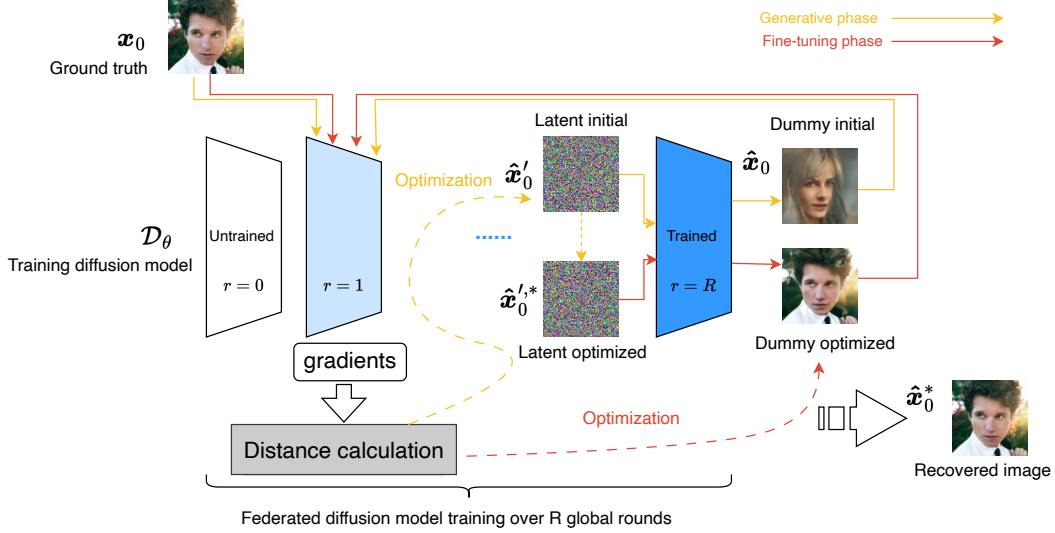 Generative phase
Fine-tuning phase
𝒙₀
Ground truth
Latent initial
Dummy initial
Optimization
𝒙̂₀′
𝒙̂₀
𝒟_θ
Training diffusion model
Untrained
......
Trained
r = 0
r = 1
𝒙̂₀′,*
r = R
Latent optimized
Dummy optimized
gradients
𝒙̂₀*
Optimization
Distance calculation
Recovered image
Federated diffusion model training over R global rounds